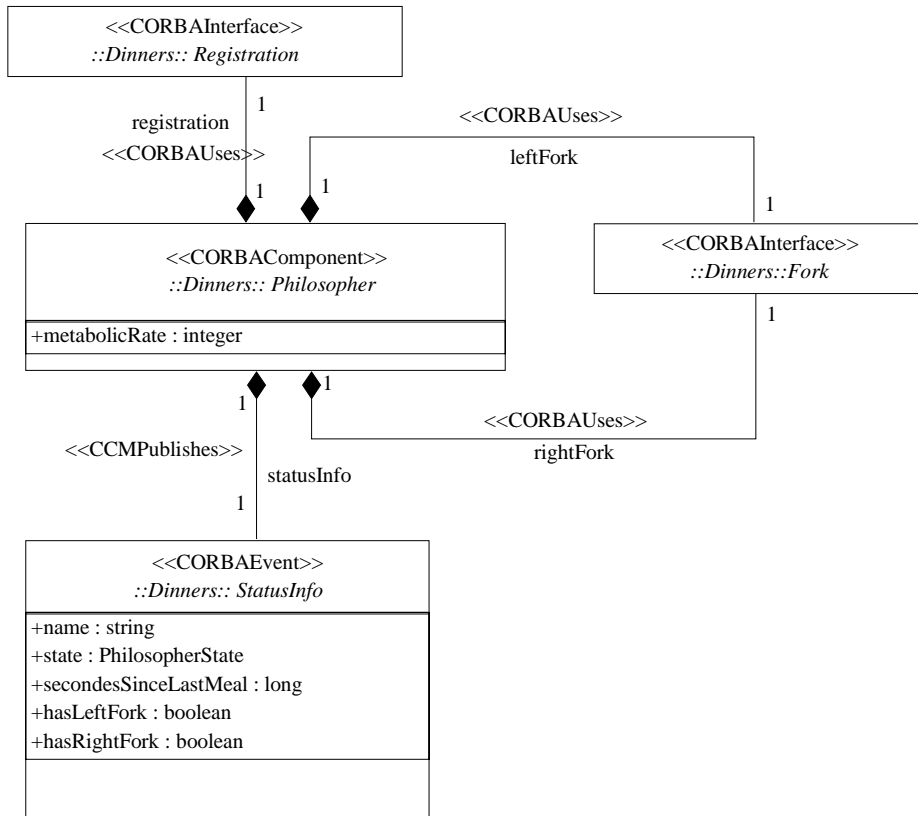 <<CORBAInterface>>
::Dinners:: Registration
1
registration
<<CORBAUses>>
1
<<CORBAUses>>
leftFork
1
1
<<CORBAComponent>>
::Dinners:: Philosopher
+metabolicRate : integer
<<CORBAInterface>>
::Dinners::Fork
1
1
<<CORBAUses>>
rightFork
1
<<CCMPublishes>>
statusInfo
1
<<CORBAEvent>>
::Dinners:: StatusInfo
+name : string
+state : PhilosopherState
+secondesSinceLastMeal : long
+hasLeftFork : boolean
+hasRightFork : boolean